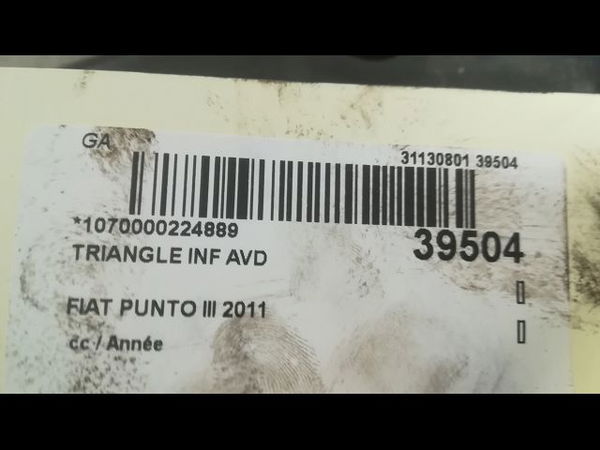 GA
31130801 39504
*1070000224889
39504
TRIANGLE INF AVD
FIAT PUNTO III 2011
cc / Année